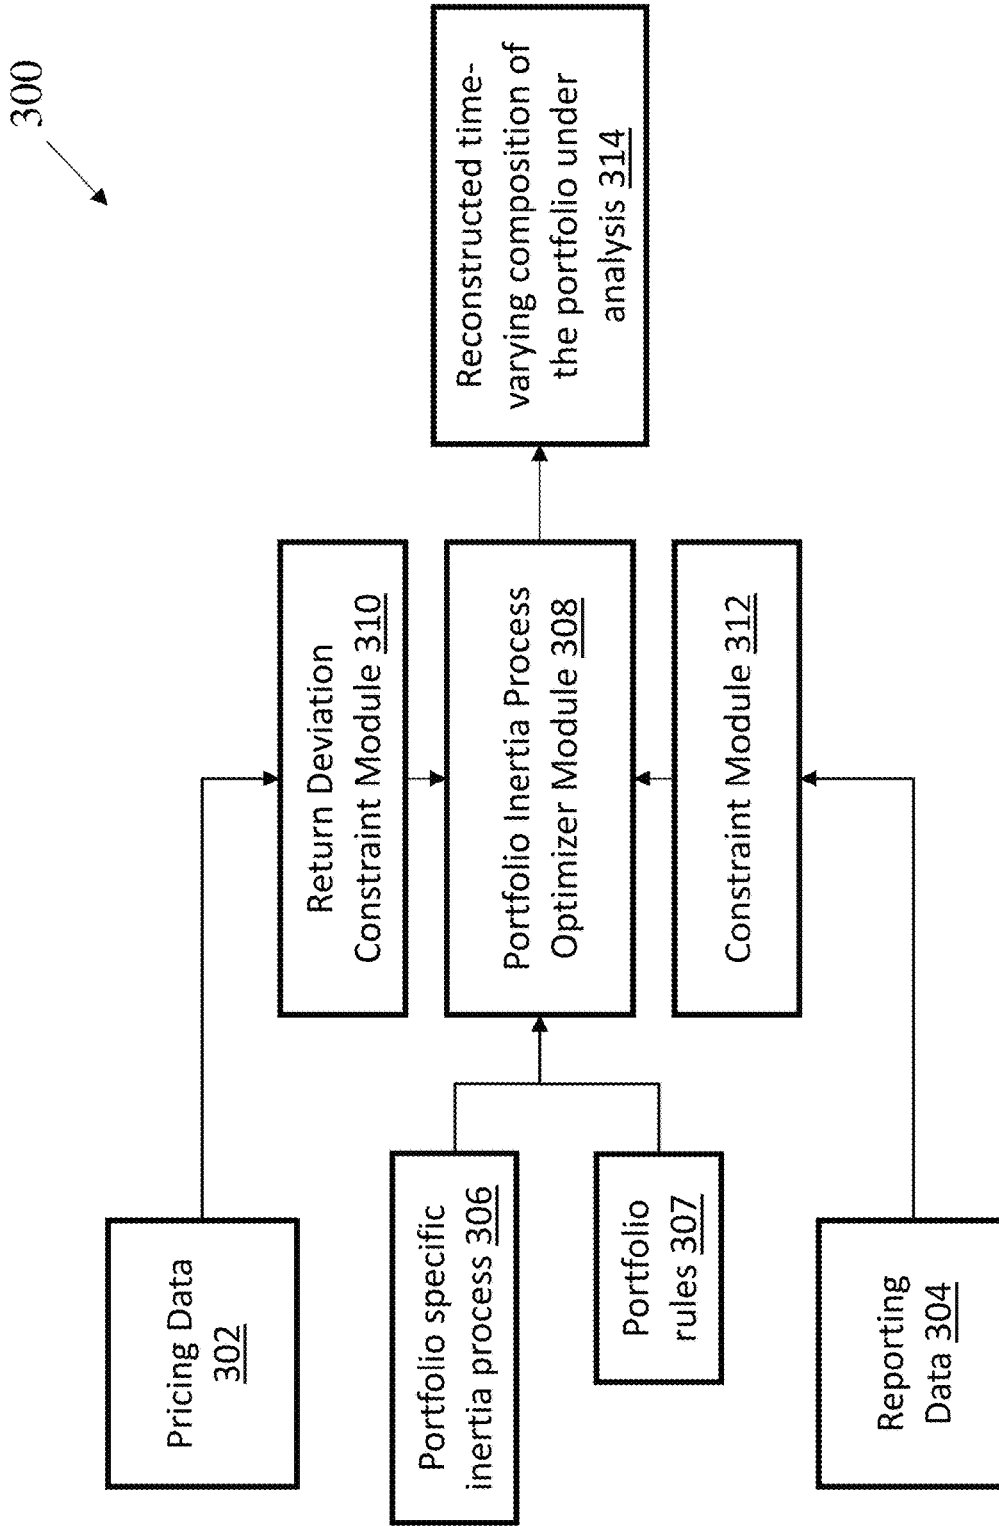 300
Pricing Data
302
Portfolio specific
inertia process 306
Portfolio
rules 307
Reporting
Data 304
Return Deviation
Constraint Module 310
Portfolio Inertia Process
Optimizer Module 308
Constraint Module 312
Reconstructed time-
varying composition of
the portfolio under
analysis 314